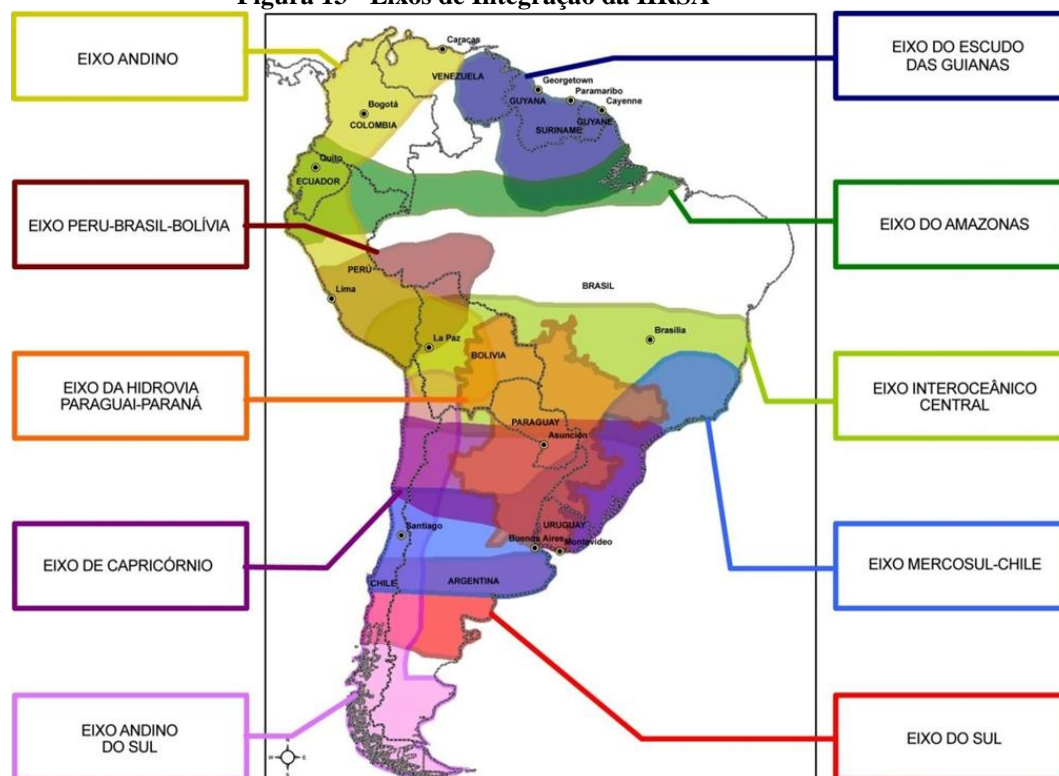 Figura 13 - Eixos de Integração da IIRSA
EIXO ANDINO
EIXO DO ESCUDO
DAS GUIANAS
EIXO PERU-BRASIL-BOLÍVIA
EIXO DO AMAZONAS
EIXO DA HIDROVIA
PARAGUAI-PARANÁ
EIXO INTEROCEÂNICO
CENTRAL
EIXO DE CAPRICÓRNIO
EIXO MERCOSUL-CHILE
EIXO ANDINO
DO SUL
EIXO DO SUL
Caracas
VENEZUELA
Georgetown
GUYANA
Paramaribo
Cayenne
SURINAME
GUYANE
Bogotá
COLOMBIA
Quito
ECUADOR
PERÚ
Lima
BRASIL
Brasilia
La Paz
BOLIVIA
PARAGUAY
Asunción
Santiago
URUGUAY
Buenos Aires
Montevideo
CHILE
ARGENTINA
N
W
E
S